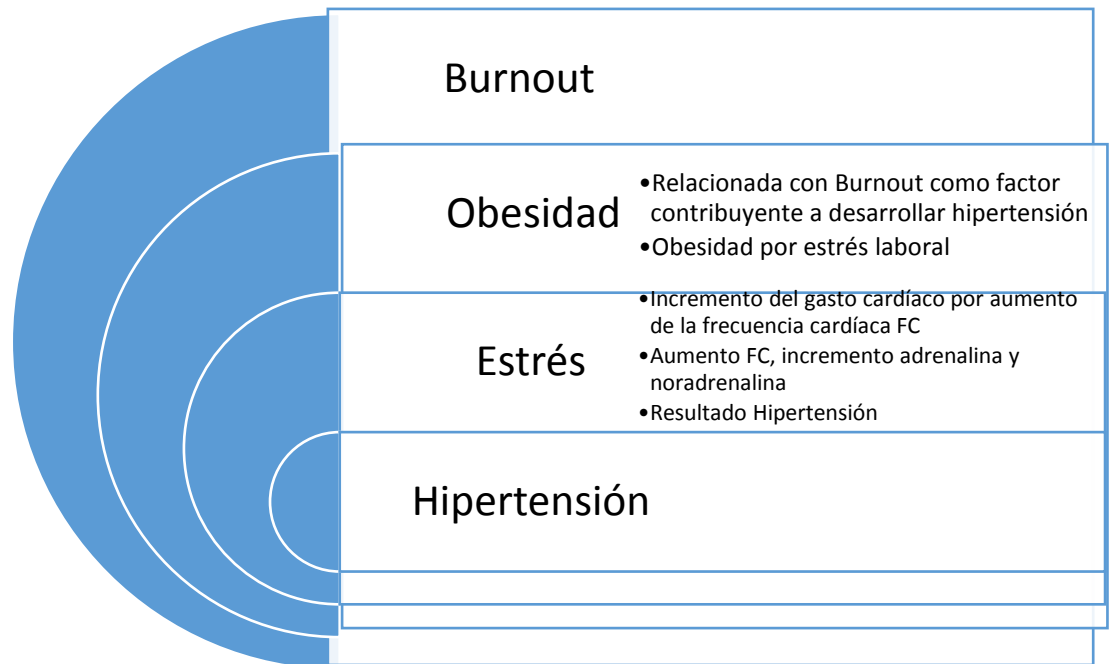 Burnout
Obesidad
•Relacionada con Burnout como factor
contribuyente a desarrollar hipertensión
•Obesidad por estrés laboral
Estrés
•Incremento del gasto cardíaco por aumento
de la frecuencia cardíaca FC
•Aumento FC, incremento adrenalina y
noradrenalina
•Resultado Hipertensión
Hipertensión